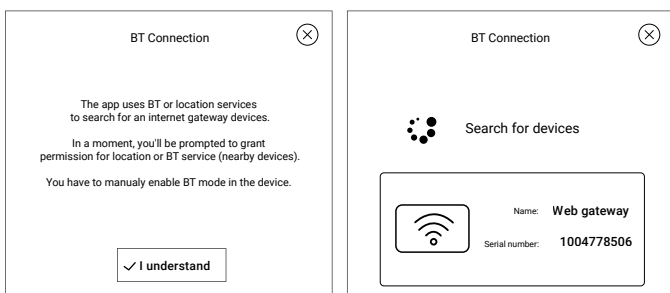 BT Connection
The app uses BT or location services
to search for an internet gateway devices.
In a moment, you'll be prompted to grant
permission for location or BT service (nearby devices).
You have to manualy enable BT mode in the device.
I understand
BT Connection
Search for devices
Name: Web gateway
Serial number: 1004778506